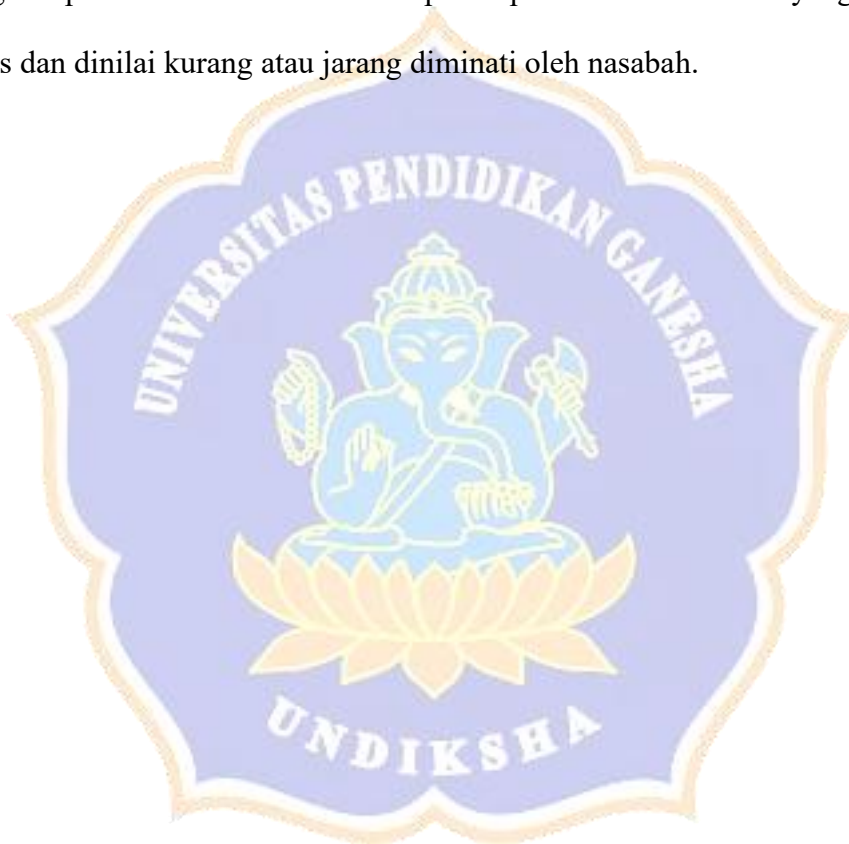 s dan dinilai kurang atau jarang diminati oleh nasabah.
UNIVERSITAS PENDIDIKAN GANESHA
UNDIKSHA